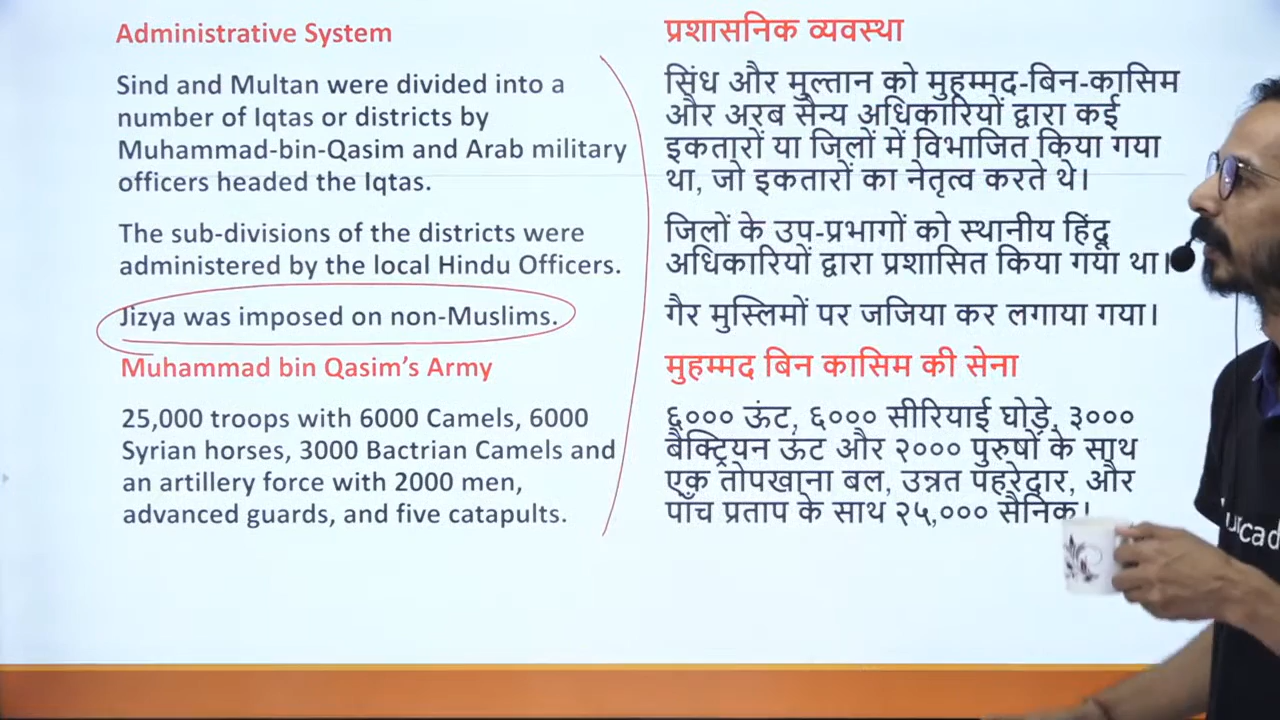 Administrative System
Sind and Multan were divided into a
number of Iqtas or districts by
Muhammad-bin-Qasim and Arab military
officers headed the Iqtas.
The sub-divisions of the districts were
administered by the local Hindu Officers.
Jizya was imposed on non-Muslims.
Muhammad bin Qasim's Army
25,000 troops with 6000 Camels, 6000
Syrian horses, 3000 Bactrian Camels and
an artillery force with 2000 men,
advanced guards, and five catapults.
प्रशासनिक व्यवस्था
सिंध और मुल्तान को मुहम्मद-बिन-कासिम
और अरब सैन्य अधिकारियों द्वारा कई
इकतारों या जिलों में विभाजित किया गया
था, जो इकतारों का नेतृत्व करते थे।
जिलों के उप-प्रभागों को स्थानीय हिंदू
अधिकारियों द्वारा प्रशासित किया गया था।
गैर मुस्लिमों पर जजिया कर लगाया गया।
मुहम्मद बिन कासिम की सेना
६००० ऊंट, ६००० सीरियाई घोड़े, ३०००
बैक्ट्रियन ऊंट और २००० पुरुषों के साथ
एक तोपखाना बल, उन्नत पहरेदार, और
पाँच प्रताप के साथ २५,००० सैनिक।